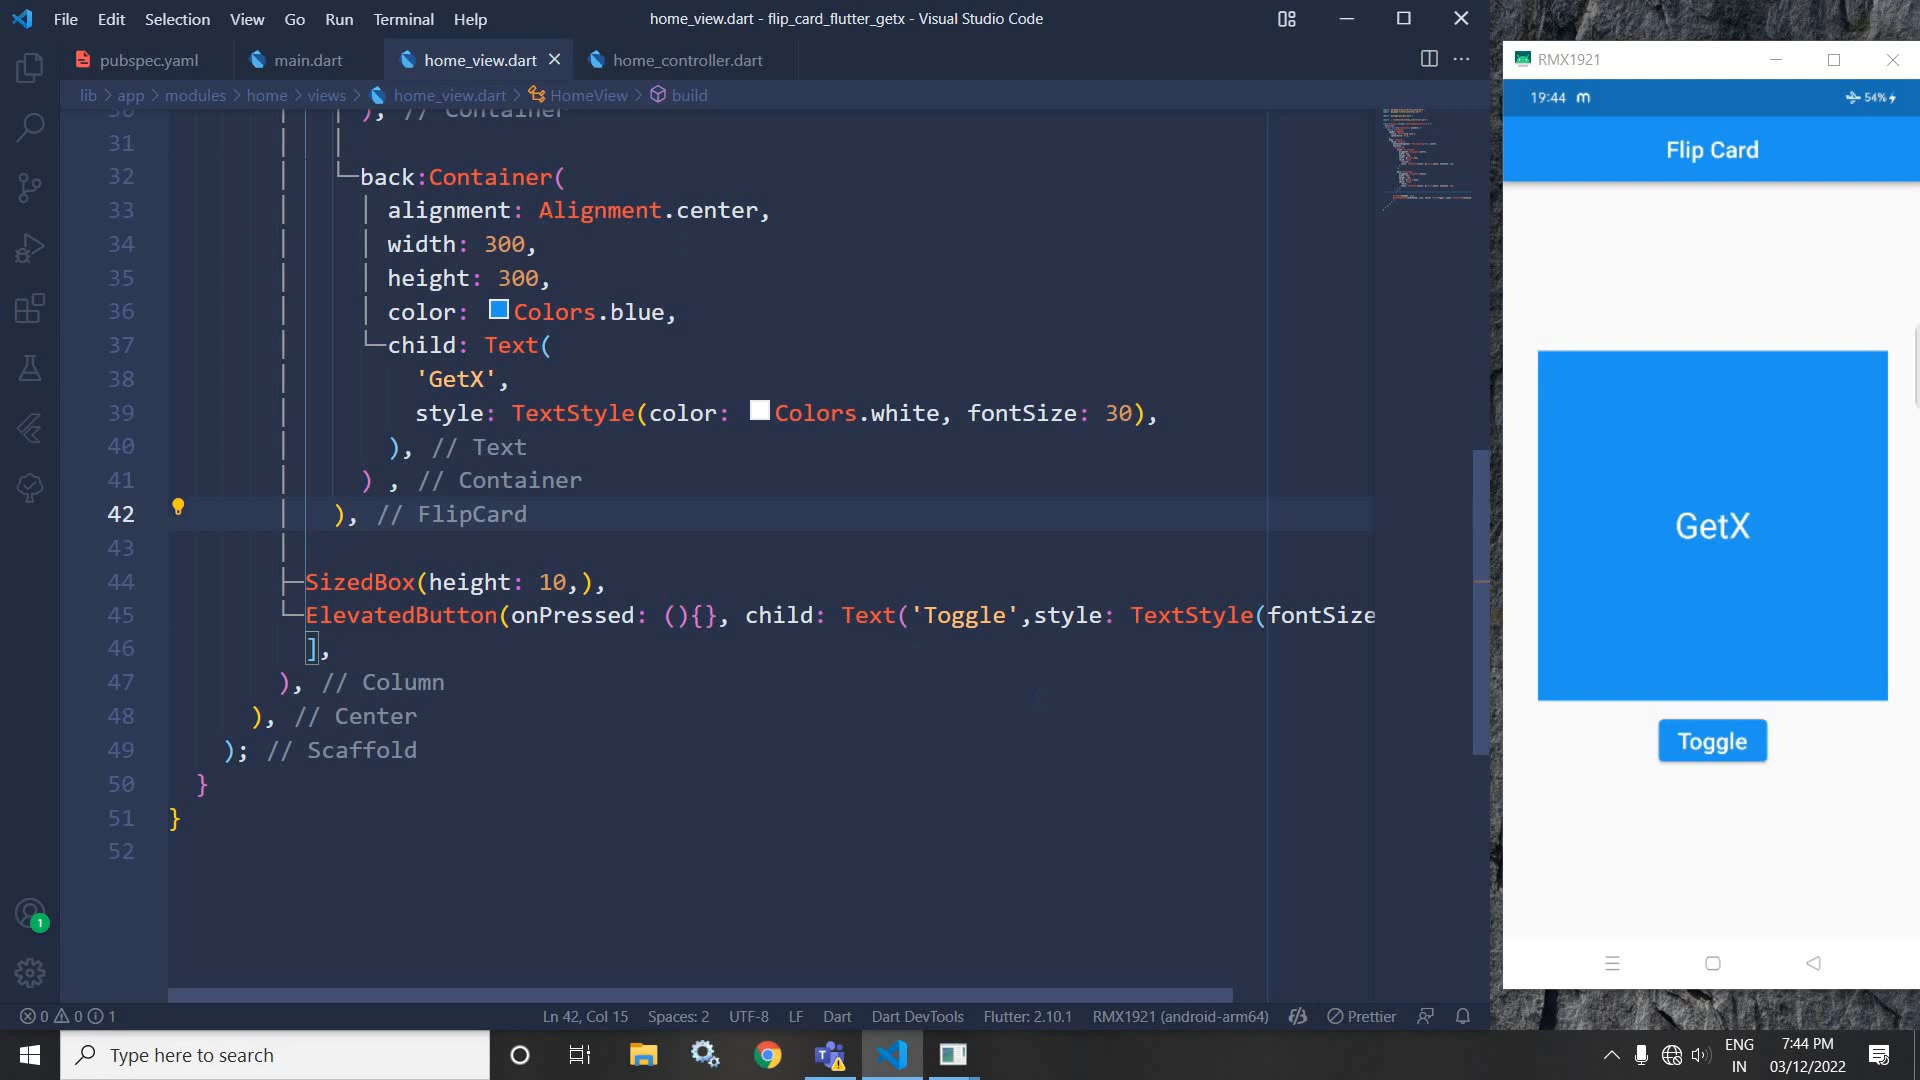 File Edit Selection View Go Run Terminal Help
home_view.dart - flip_card_flutter_getx - Visual Studio Code
pubspec.yaml main.dart home_view.dart home_controller.dart
lib > app > modules > home > views > home_view.dart > HomeView > build
30 ), // Container
31
32 back:Container(
33 alignment: Alignment.center,
34 width: 300,
35 height: 300,
36 color: Colors.blue,
37 child: Text(
38 'GetX',
39 style: TextStyle(color: Colors.white, fontSize: 30),
40 ), // Text
41 ) , // Container
42 ), // FlipCard
43
44 SizedBox(height: 10,),
45 ElevatedButton(onPressed: (){}, child: Text('Toggle',style: TextStyle(fontSize
46 ],
47 ), // Column
48 ), // Center
49 ); // Scaffold
50 }
51 }
52
1
0 0 1
Ln 42, Col 15 Spaces: 2 UTF-8 LF Dart Dart DevTools Flutter: 2.10.1 RMX1921 (android-arm64) Prettier
RMX1921
19:44 54%
Flip Card
GetX
Toggle
Type here to search
ENG
IN
7:44 PM
03/12/2022